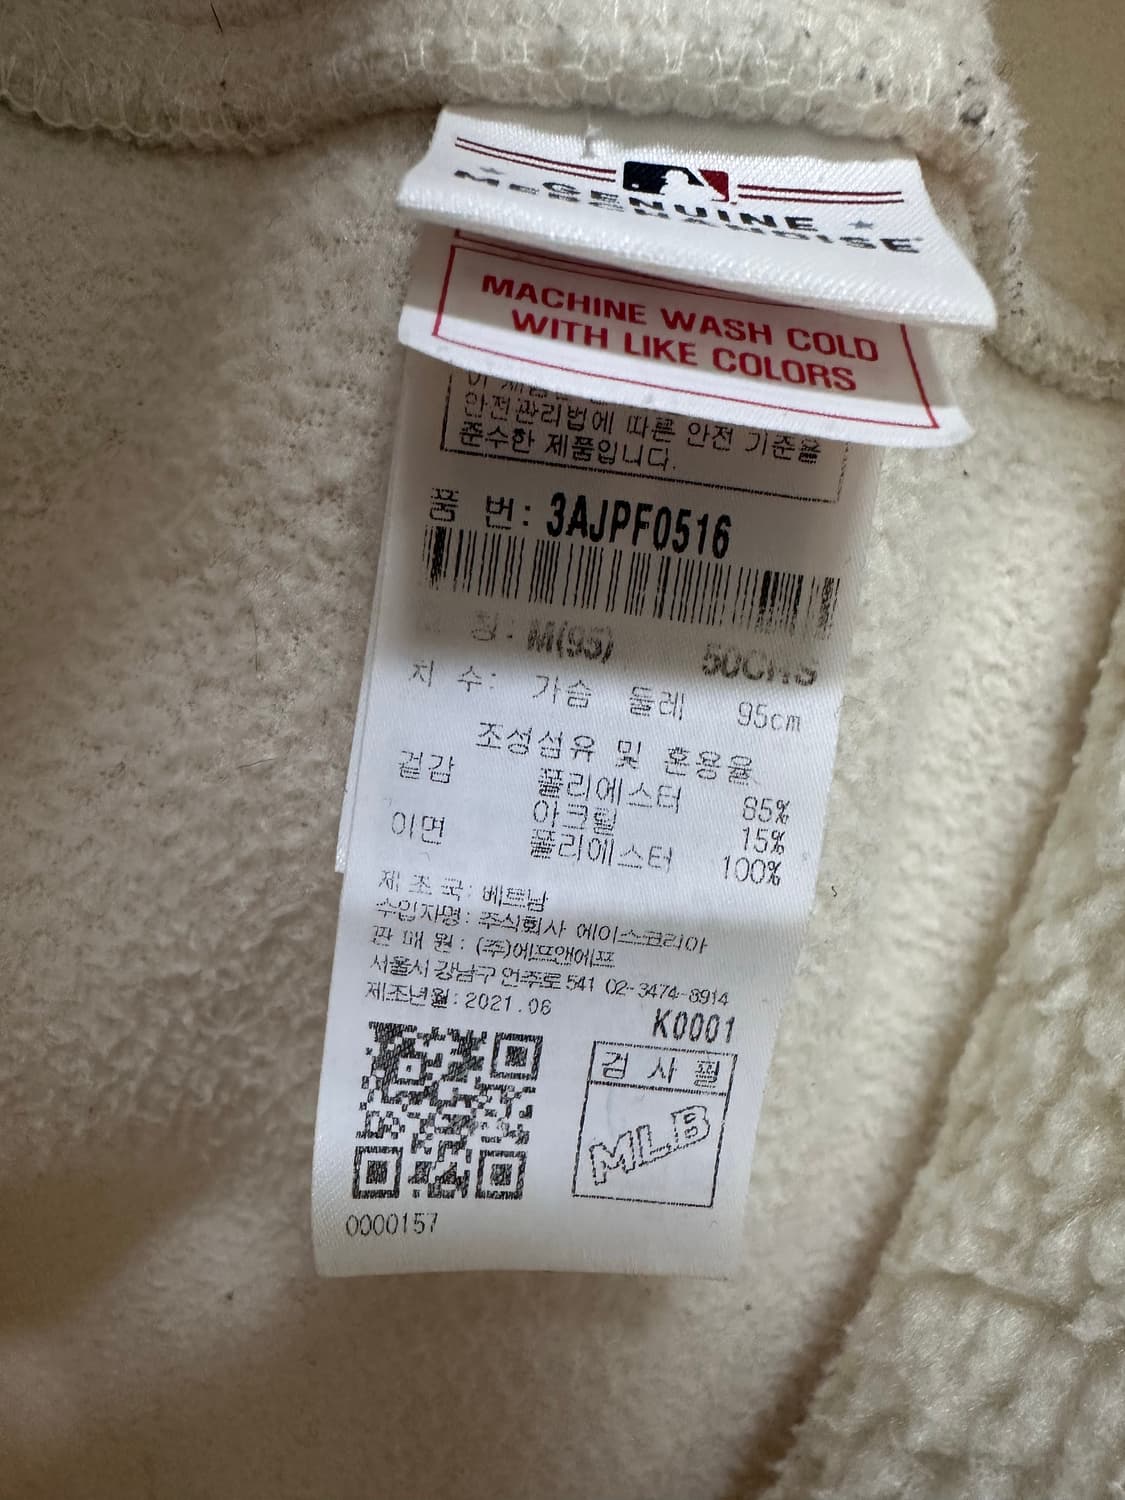 GENUINE
MERCHANDISE
MACHINE WASH COLD
WITH LIKE COLORS
안전관리법에 따른 안전 기준을
준수한 제품입니다.
품 번: 3AJPF0516
칭: M(95) 50CRS
치 수: 가슴 둘레 95cm
조성섬유 및 혼용율
겉감 폴리에스터 85%
아크릴 15%
이면 폴리에스터 100%
제 조 국: 베트남
수입자명: 주식회사 에이스코리아
판 매 원: (주)에프앤에프
서울시 강남구 언주로 541 02-3474-8914
제조년월: 2021.06
K0001
검 사 필
MLB
0000157